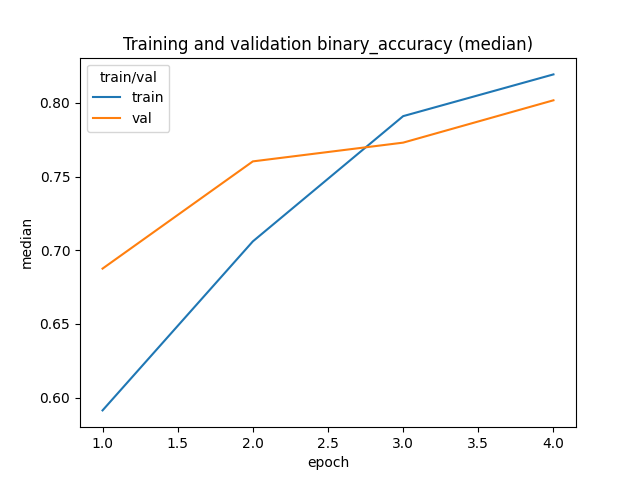 Training and validation binary_accuracy (median)
train/val
train
val
median
0.80
0.75
0.70
0.65
0.60
1.0 1.5 2.0 2.5 3.0 3.5 4.0
epoch